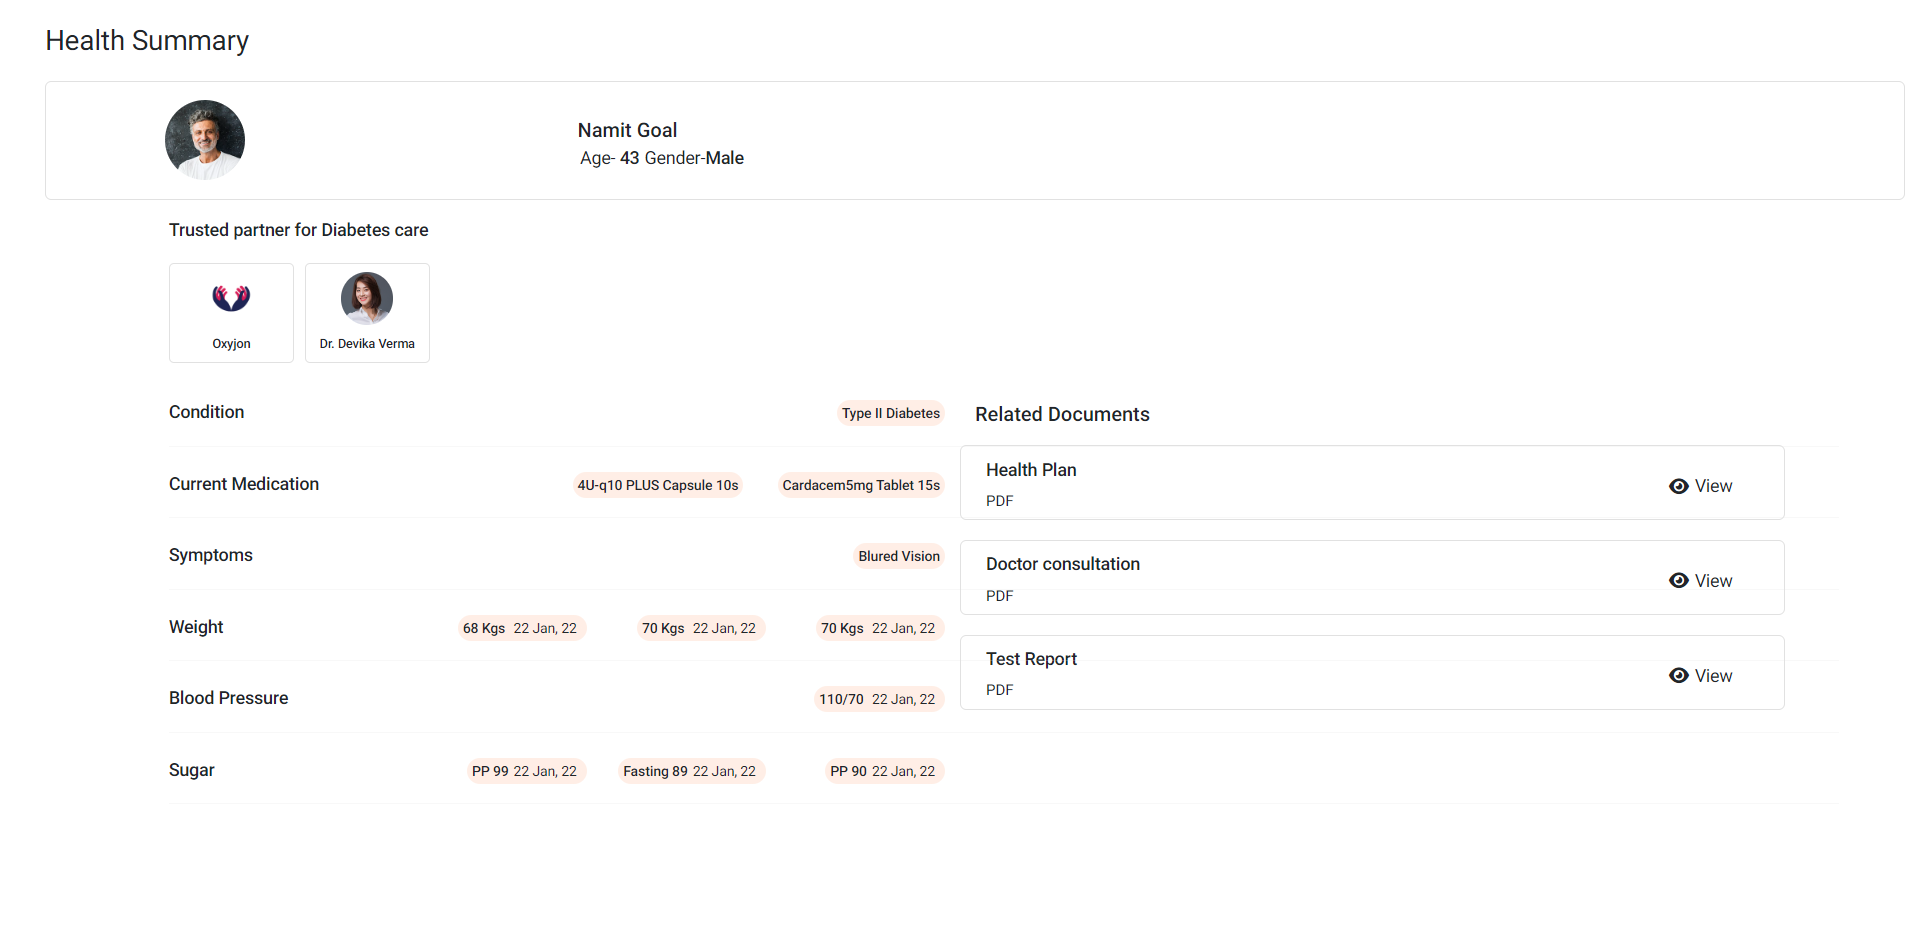 Health Summary
Namit Goal
Age- 43 Gender-Male
Trusted partner for Diabetes care
Oxyjon
Dr. Devika Verma
Condition
Type II Diabetes
Current Medication
4U-q10 PLUS Capsule 10s
Cardacem5mg Tablet 15s
Symptoms
Blured Vision
Weight
68 Kgs 22 Jan, 22
70 Kgs 22 Jan, 22
70 Kgs 22 Jan, 22
Blood Pressure
110/70 22 Jan, 22
Sugar
PP 99 22 Jan, 22
Fasting 89 22 Jan, 22
PP 90 22 Jan, 22
Related Documents
Health Plan
PDF
View
Doctor consultation
PDF
View
Test Report
PDF
View